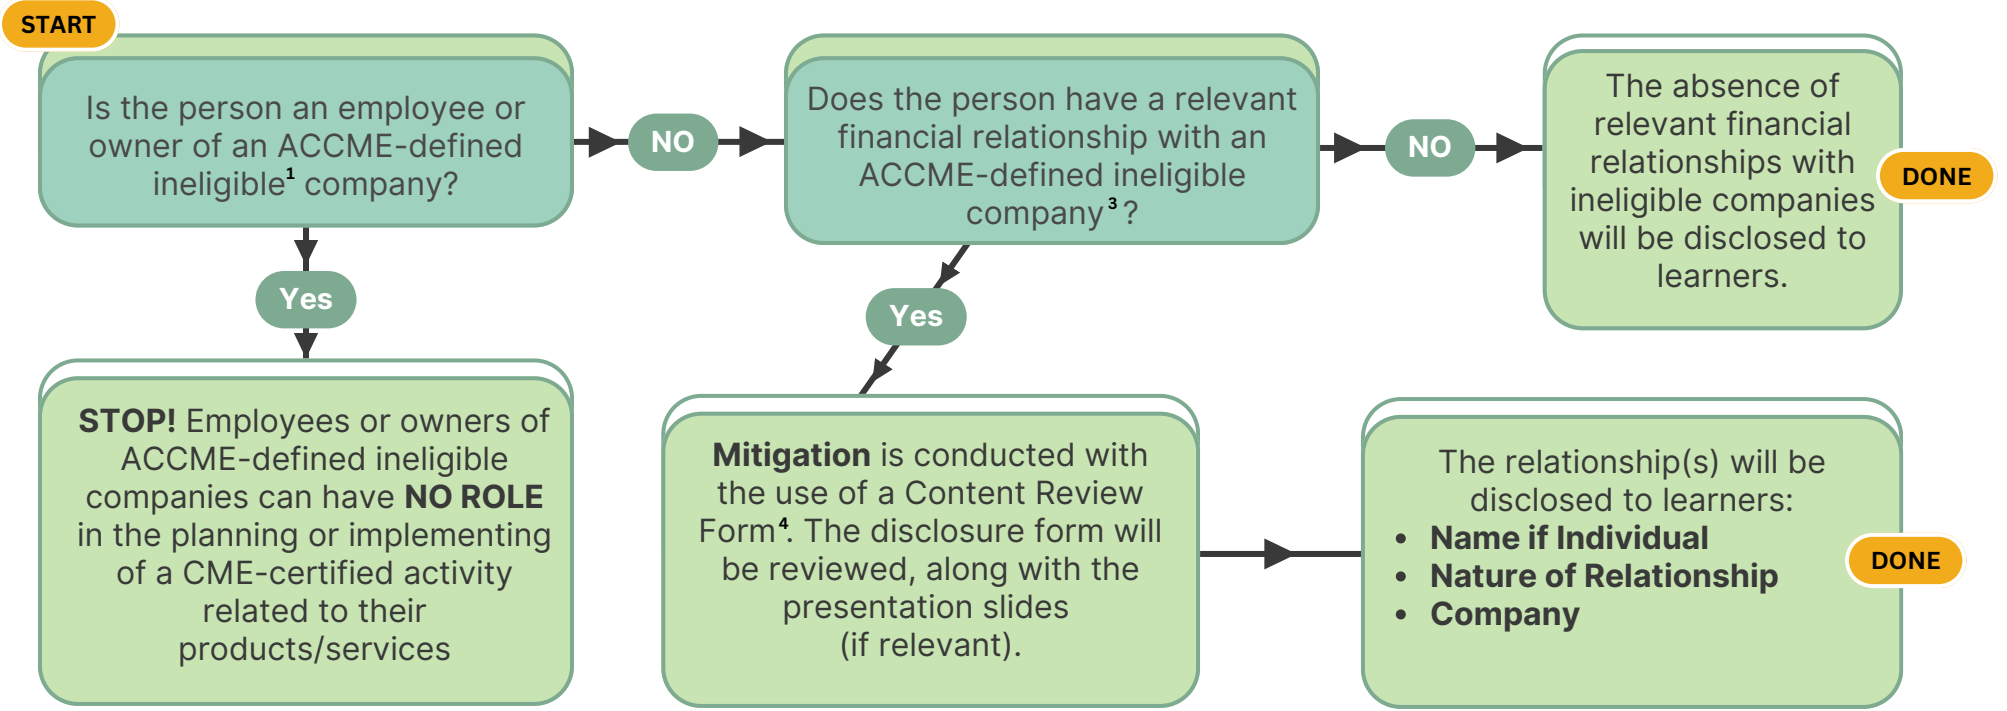 START
Is the person an employee or
owner of an ACCME-defined
ineligible¹ company?
NO
Does the person have a relevant
financial relationship with an
ACCME-defined ineligible
company³?
NO
The absence of
relevant financial
relationships with
ineligible companies
will be disclosed to
learners.
DONE
Yes
STOP! Employees or owners of
ACCME-defined ineligible
companies can have NO ROLE
in the planning or implementing
of a CME-certified activity
related to their
products/services
Yes
Mitigation is conducted with
the use of a Content Review
Form⁴. The disclosure form will
be reviewed, along with the
presentation slides
(if relevant).
The relationship(s) will be
disclosed to learners:
• Name if Individual
• Nature of Relationship
• Company
DONE